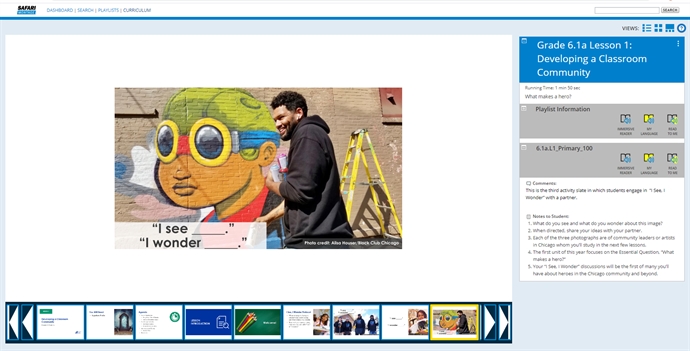 SAFARI
MONTAGE
DASHBOARD | SEARCH | PLAYLISTS | CURRICULUM
SEARCH
VIEWS:
Grade 6.1a Lesson 1:
Developing a Classroom
Community
Running Time: 1 min 50 sec
What makes a hero?
Playlist Information
IMMERSIVE READER
MY LANGUAGE
READ TO ME
6.1a.L1_Primary_100
IMMERSIVE READER
MY LANGUAGE
READ TO ME
Comments:
This is the third activity slate in which students engage in "I See, I
Wonder" with a partner.
Notes to Student:
1. What do you see and what do you wonder about this image?
2. When directed, share your ideas with your partner.
3. Each of the three photographs are of community leaders or artists
in Chicago whom you'll study in the next few lessons.
4. The first unit of this year focuses on the Essential Question: "What
makes a hero?"
5. Your "I See, I Wonder" discussions will be the first of many you'll
have about heroes in the Chicago community and beyond.
"I see _____."
"I wonder ____."
Photo credit: Alisa Hauser/Block Club Chicago